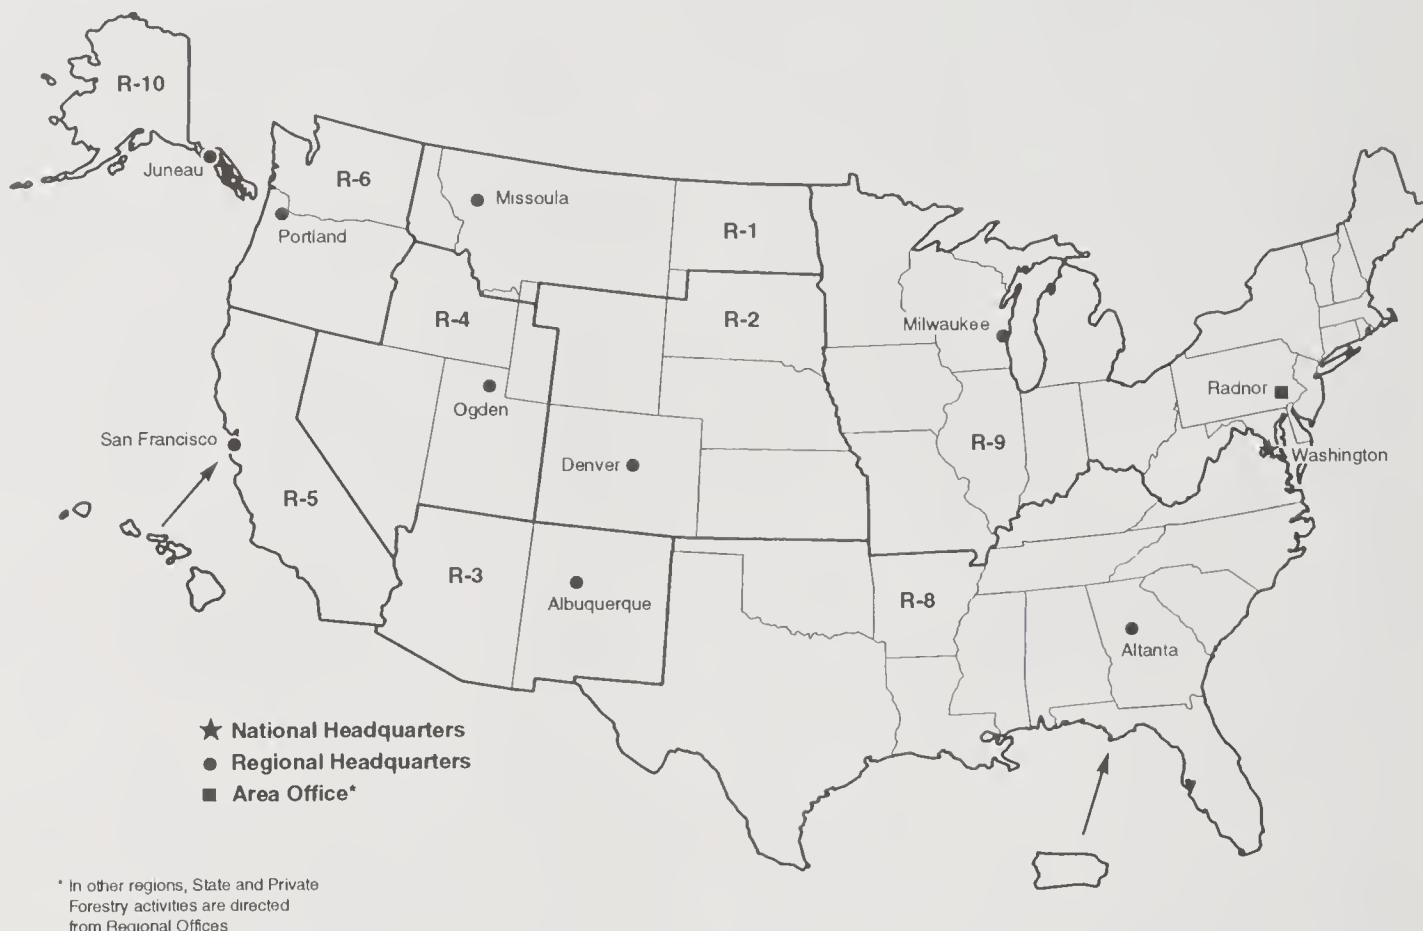 R-10
Juneau
R-6
Portland
Missoula
R-1
R-4
R-2
Ogden
Milwaukee
Radnor
San Francisco
Denver
R-9
Washington
R-5
R-3
Albuquerque
R-8
Altanta
National Headquarters
Regional Headquarters
Area Office*
* In other regions, State and Private
Forestry activities are directed
from Regional Offices